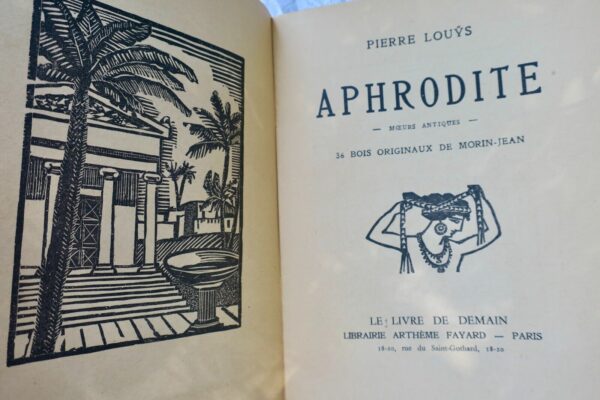 PIERRE LOUŸS
APHRODITE
— MŒURS ANTIQUES —
36 BOIS ORIGINAUX DE MORIN-JEAN
LE LIVRE DE DEMAIN
LIBRAIRIE ARTHÈME FAYARD — PARIS
18-20, rue du Saint-Gothard, 18-20